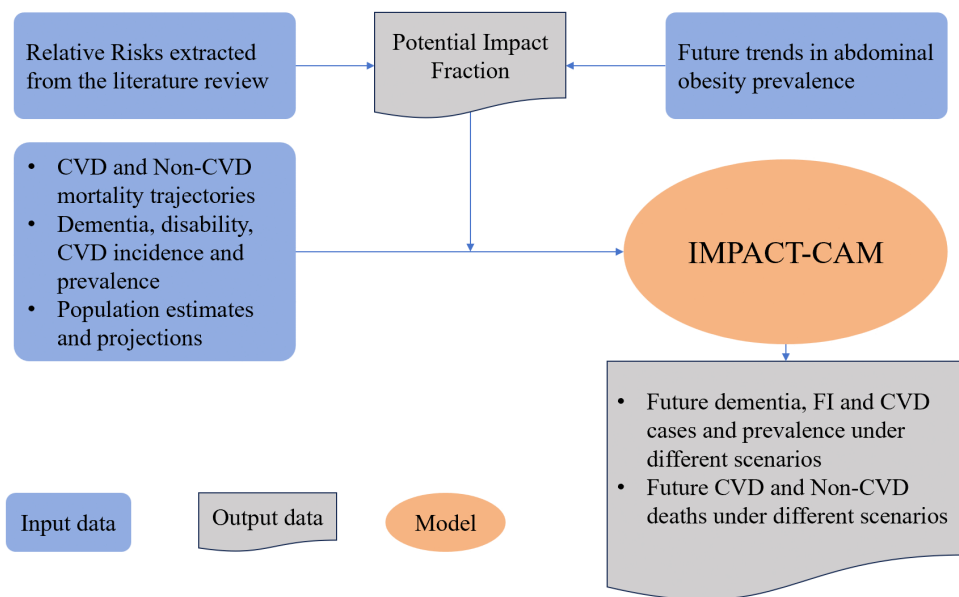 Relative Risks extracted
from the literature review
Potential Impact
Fraction
Future trends in abdominal
obesity prevalence
• CVD and Non-CVD
mortality trajectories
• Dementia, disability,
CVD incidence and
prevalence
• Population estimates
and projections
IMPACT-CAM
• Future dementia, FI and CVD
cases and prevalence under
different scenarios
• Future CVD and Non-CVD
deaths under different scenarios
Input data
Output data
Model